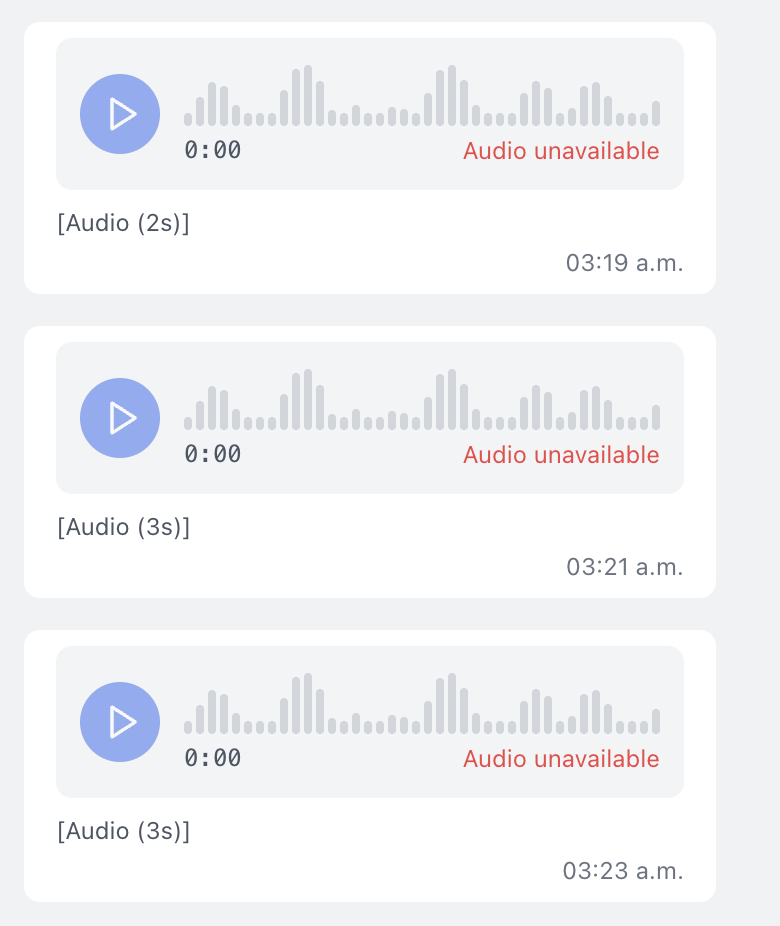 0:00 Audio unavailable
[Audio (2s)]
03:19 a.m.
0:00 Audio unavailable
[Audio (3s)]
03:21 a.m.
0:00 Audio unavailable
[Audio (3s)]
03:23 a.m.